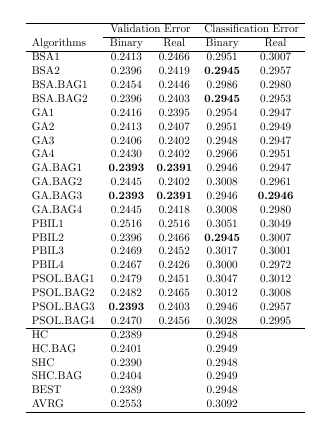 Validation Error Classification Error
Algorithms Binary Real Binary Real
BSA1 0.2413 0.2466 0.2951 0.3007
BSA2 0.2396 0.2419 0.2945 0.2957
BSA.BAG1 0.2454 0.2446 0.2986 0.2980
BSA.BAG2 0.2396 0.2403 0.2945 0.2953
GA1 0.2416 0.2395 0.2954 0.2947
GA2 0.2413 0.2407 0.2951 0.2949
GA3 0.2406 0.2402 0.2948 0.2947
GA4 0.2430 0.2402 0.2966 0.2951
GA.BAG1 0.2393 0.2391 0.2946 0.2947
GA.BAG2 0.2445 0.2402 0.3008 0.2961
GA.BAG3 0.2393 0.2391 0.2946 0.2946
GA.BAG4 0.2445 0.2418 0.3008 0.2980
PBIL1 0.2516 0.2516 0.3051 0.3049
PBIL2 0.2396 0.2466 0.2945 0.3007
PBIL3 0.2469 0.2452 0.3017 0.3001
PBIL4 0.2467 0.2426 0.3000 0.2972
PSOL.BAG1 0.2479 0.2451 0.3047 0.3012
PSOL.BAG2 0.2482 0.2465 0.3012 0.3008
PSOL.BAG3 0.2393 0.2403 0.2946 0.2957
PSOL.BAG4 0.2470 0.2456 0.3028 0.2995
HC 0.2389 0.2948
HC.BAG 0.2401 0.2949
SHC 0.2390 0.2948
SHC.BAG 0.2404 0.2949
BEST 0.2389 0.2948
AVRG 0.2553 0.3092